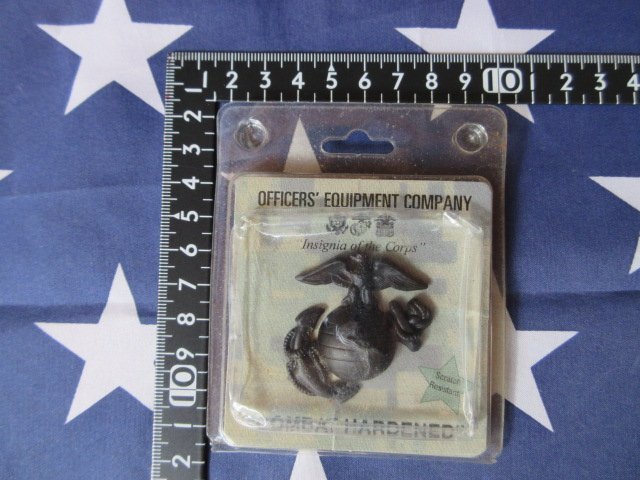 1 2 3 4 5 6 7 8 9 10 1 2 3 4
1 2 3 4 5 6 7 8 9 10 1 2
OFFICERS' EQUIPMENT COMPANY
"Insignia of the Corps"
Scratch
Resistant
HARDENED"